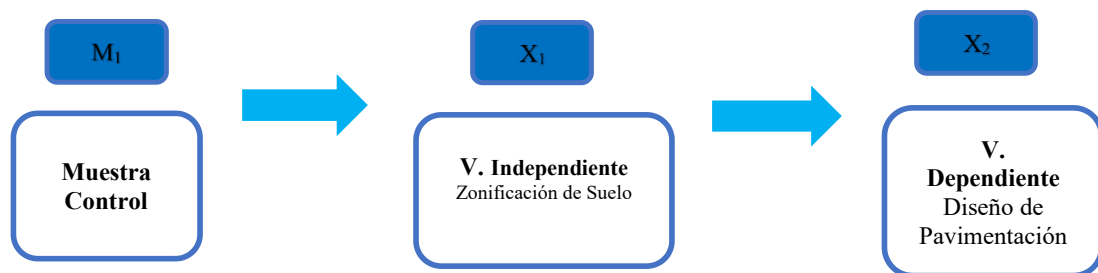 M₁
Muestra
Control
X₁
V. Independiente
Zonificación de Suelo
X₂
V.
Dependiente
Diseño de
Pavimentación